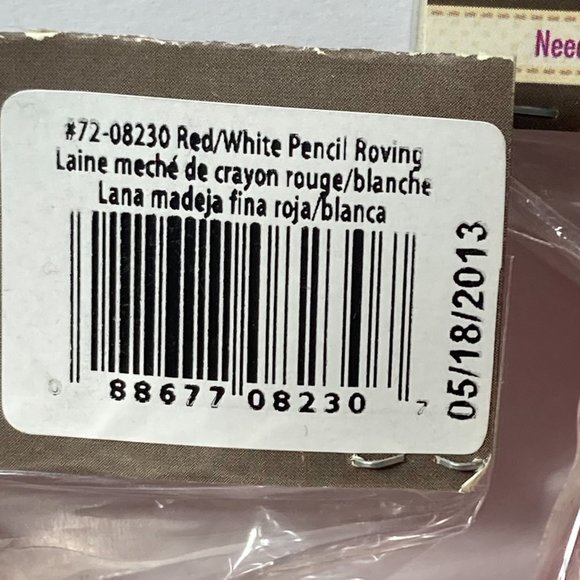 #72-08230 Red/White Pencil Roving
Laine meché de crayon rouge/blanche
Lana madeja fina roja/blanca
0 88677 08230 7
05/18/2013